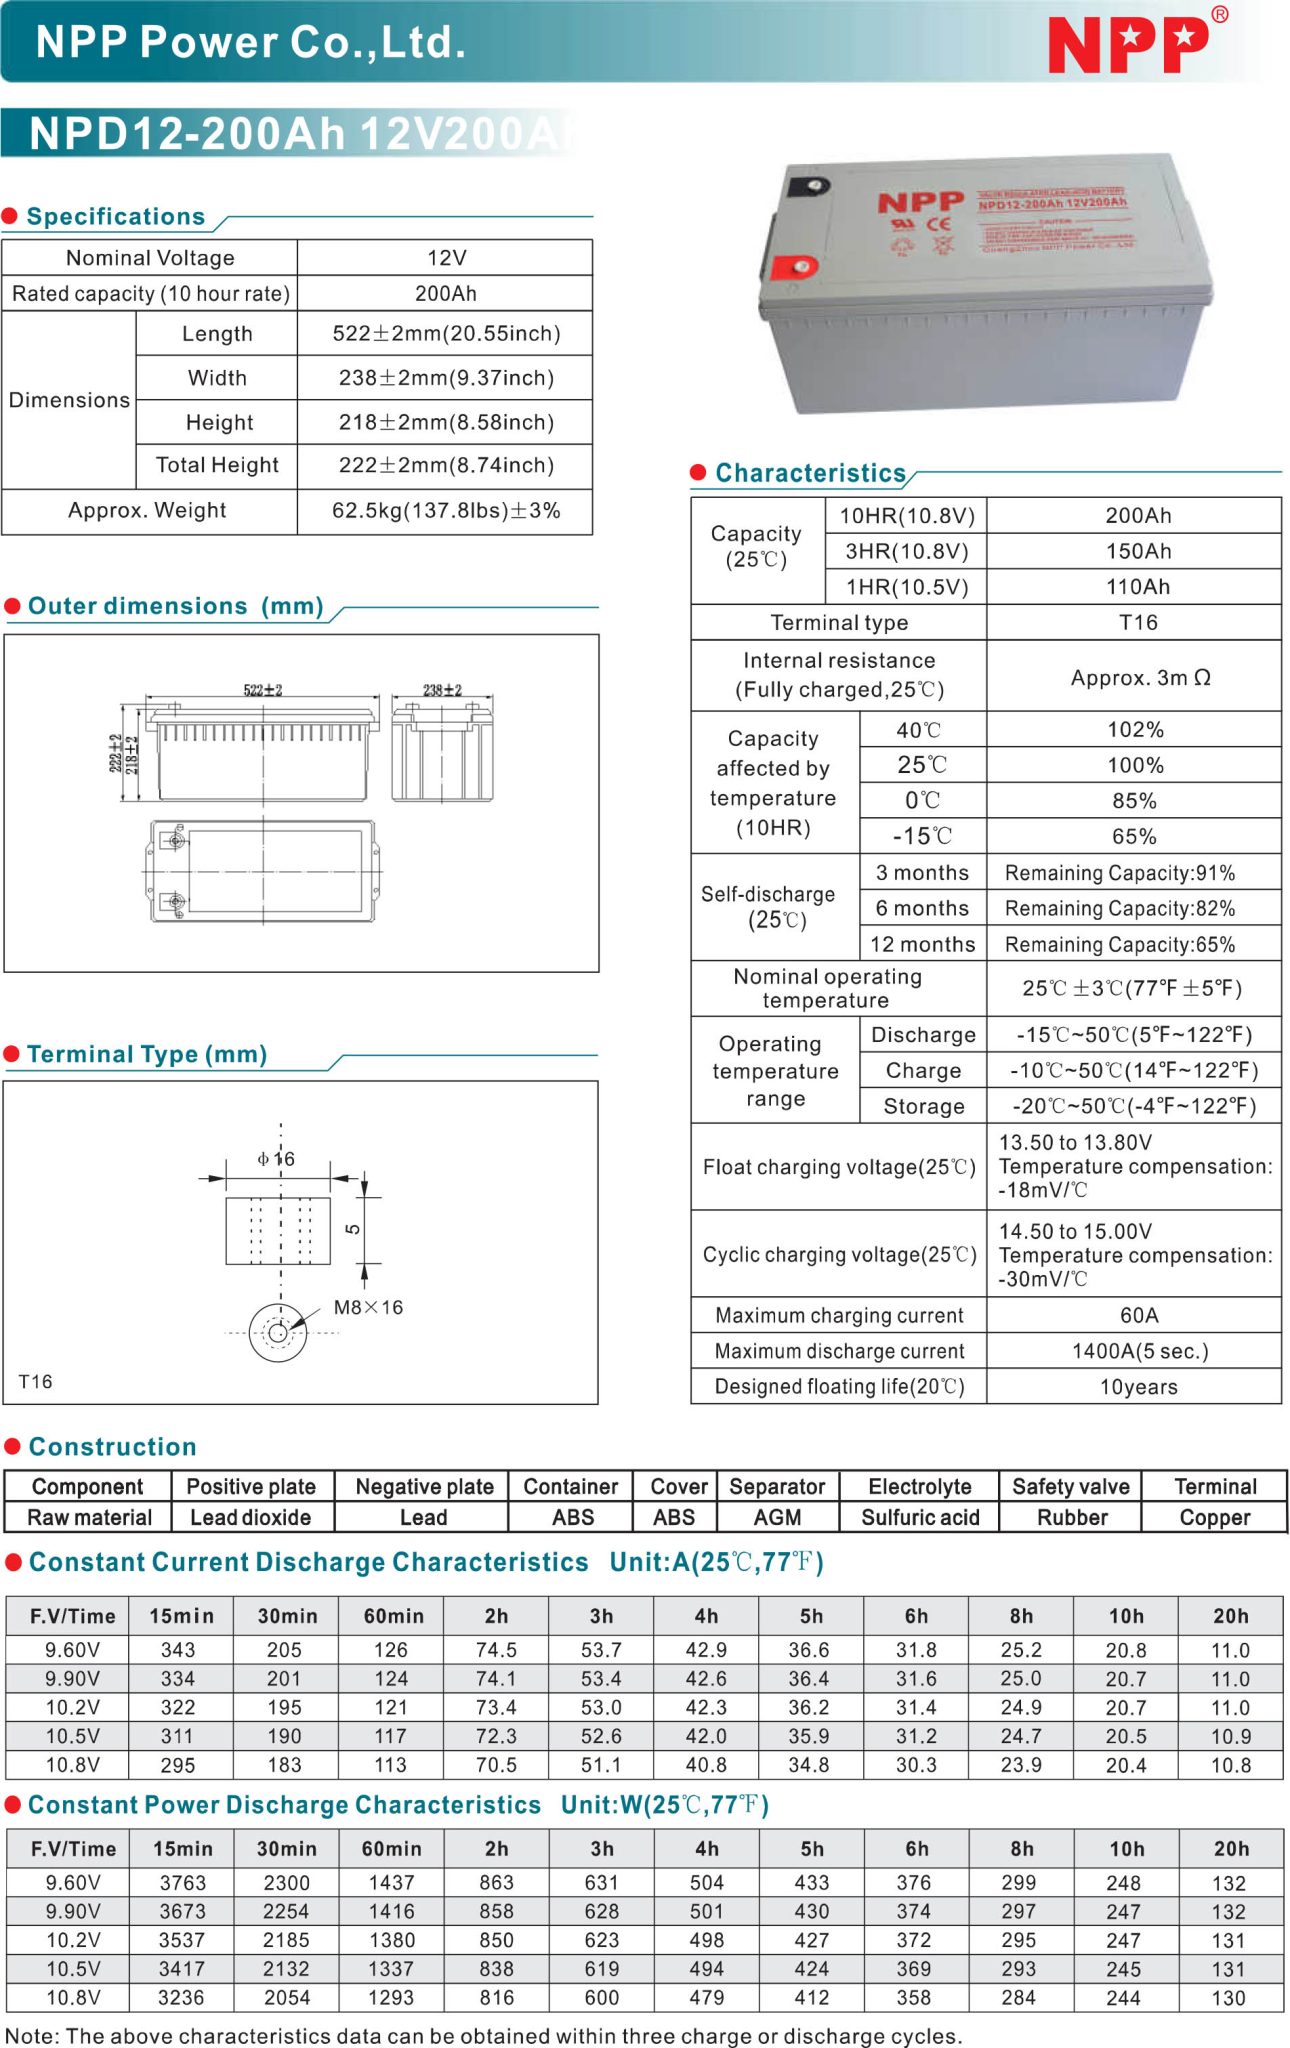 NPP Power Co.,Ltd.
NPP®
NPD12-200Ah 12V200Ah
NPP
VALVE REGULATED LEAD-ACID BATTERY
NPD12-200Ah 12V200Ah
CAUTION
Guangzhou NPP Power Co., Ltd
Specifications
Nominal Voltage 12V
Rated capacity (10 hour rate) 200Ah
Dimensions
Length 522±2mm(20.55inch)
Width 238±2mm(9.37inch)
Height 218±2mm(8.58inch)
Total Height 222±2mm(8.74inch)
Approx. Weight 62.5kg(137.8lbs)±3%
Outer dimensions (mm)
522±2
238±2
222±2
218±2
Terminal Type (mm)
ϕ16
5
M8×16
T16
Characteristics
Capacity
(25℃)
10HR(10.8V) 200Ah
3HR(10.8V) 150Ah
1HR(10.5V) 110Ah
Terminal type T16
Internal resistance
(Fully charged,25℃)
Approx. 3m Ω
Capacity
affected by
temperature
(10HR)
40℃ 102%
25℃ 100%
0℃ 85%
-15℃ 65%
Self-discharge
(25℃)
3 months Remaining Capacity:91%
6 months Remaining Capacity:82%
12 months Remaining Capacity:65%
Nominal operating
temperature
25℃ ±3℃(77℉ ±5℉)
Operating
temperature
range
Discharge -15℃~50℃(5℉~122℉)
Charge -10℃~50℃(14℉~122℉)
Storage -20℃~50℃(-4℉~122℉)
Float charging voltage(25℃)
13.50 to 13.80V
Temperature compensation:
-18mV/℃
Cyclic charging voltage(25℃)
14.50 to 15.00V
Temperature compensation:
-30mV/℃
Maximum charging current 60A
Maximum discharge current 1400A(5 sec.)
Designed floating life(20℃) 10years
Construction
Component Positive plate Negative plate Container Cover Separator Electrolyte Safety valve Terminal
Raw material Lead dioxide Lead ABS ABS AGM Sulfuric acid Rubber Copper
Constant Current Discharge Characteristics Unit:A(25℃,77℉)
F.V/Time 15min 30min 60min 2h 3h 4h 5h 6h 8h 10h 20h
9.60V 343 205 126 74.5 53.7 42.9 36.6 31.8 25.2 20.8 11.0
9.90V 334 201 124 74.1 53.4 42.6 36.4 31.6 25.0 20.7 11.0
10.2V 322 195 121 73.4 53.0 42.3 36.2 31.4 24.9 20.7 11.0
10.5V 311 190 117 72.3 52.6 42.0 35.9 31.2 24.7 20.5 10.9
10.8V 295 183 113 70.5 51.1 40.8 34.8 30.3 23.9 20.4 10.8
Constant Power Discharge Characteristics Unit:W(25℃,77℉)
F.V/Time 15min 30min 60min 2h 3h 4h 5h 6h 8h 10h 20h
9.60V 3763 2300 1437 863 631 504 433 376 299 248 132
9.90V 3673 2254 1416 858 628 501 430 374 297 247 132
10.2V 3537 2185 1380 850 623 498 427 372 295 247 131
10.5V 3417 2132 1337 838 619 494 424 369 293 245 131
10.8V 3236 2054 1293 816 600 479 412 358 284 244 130
Note: The above characteristics data can be obtained within three charge or discharge cycles.